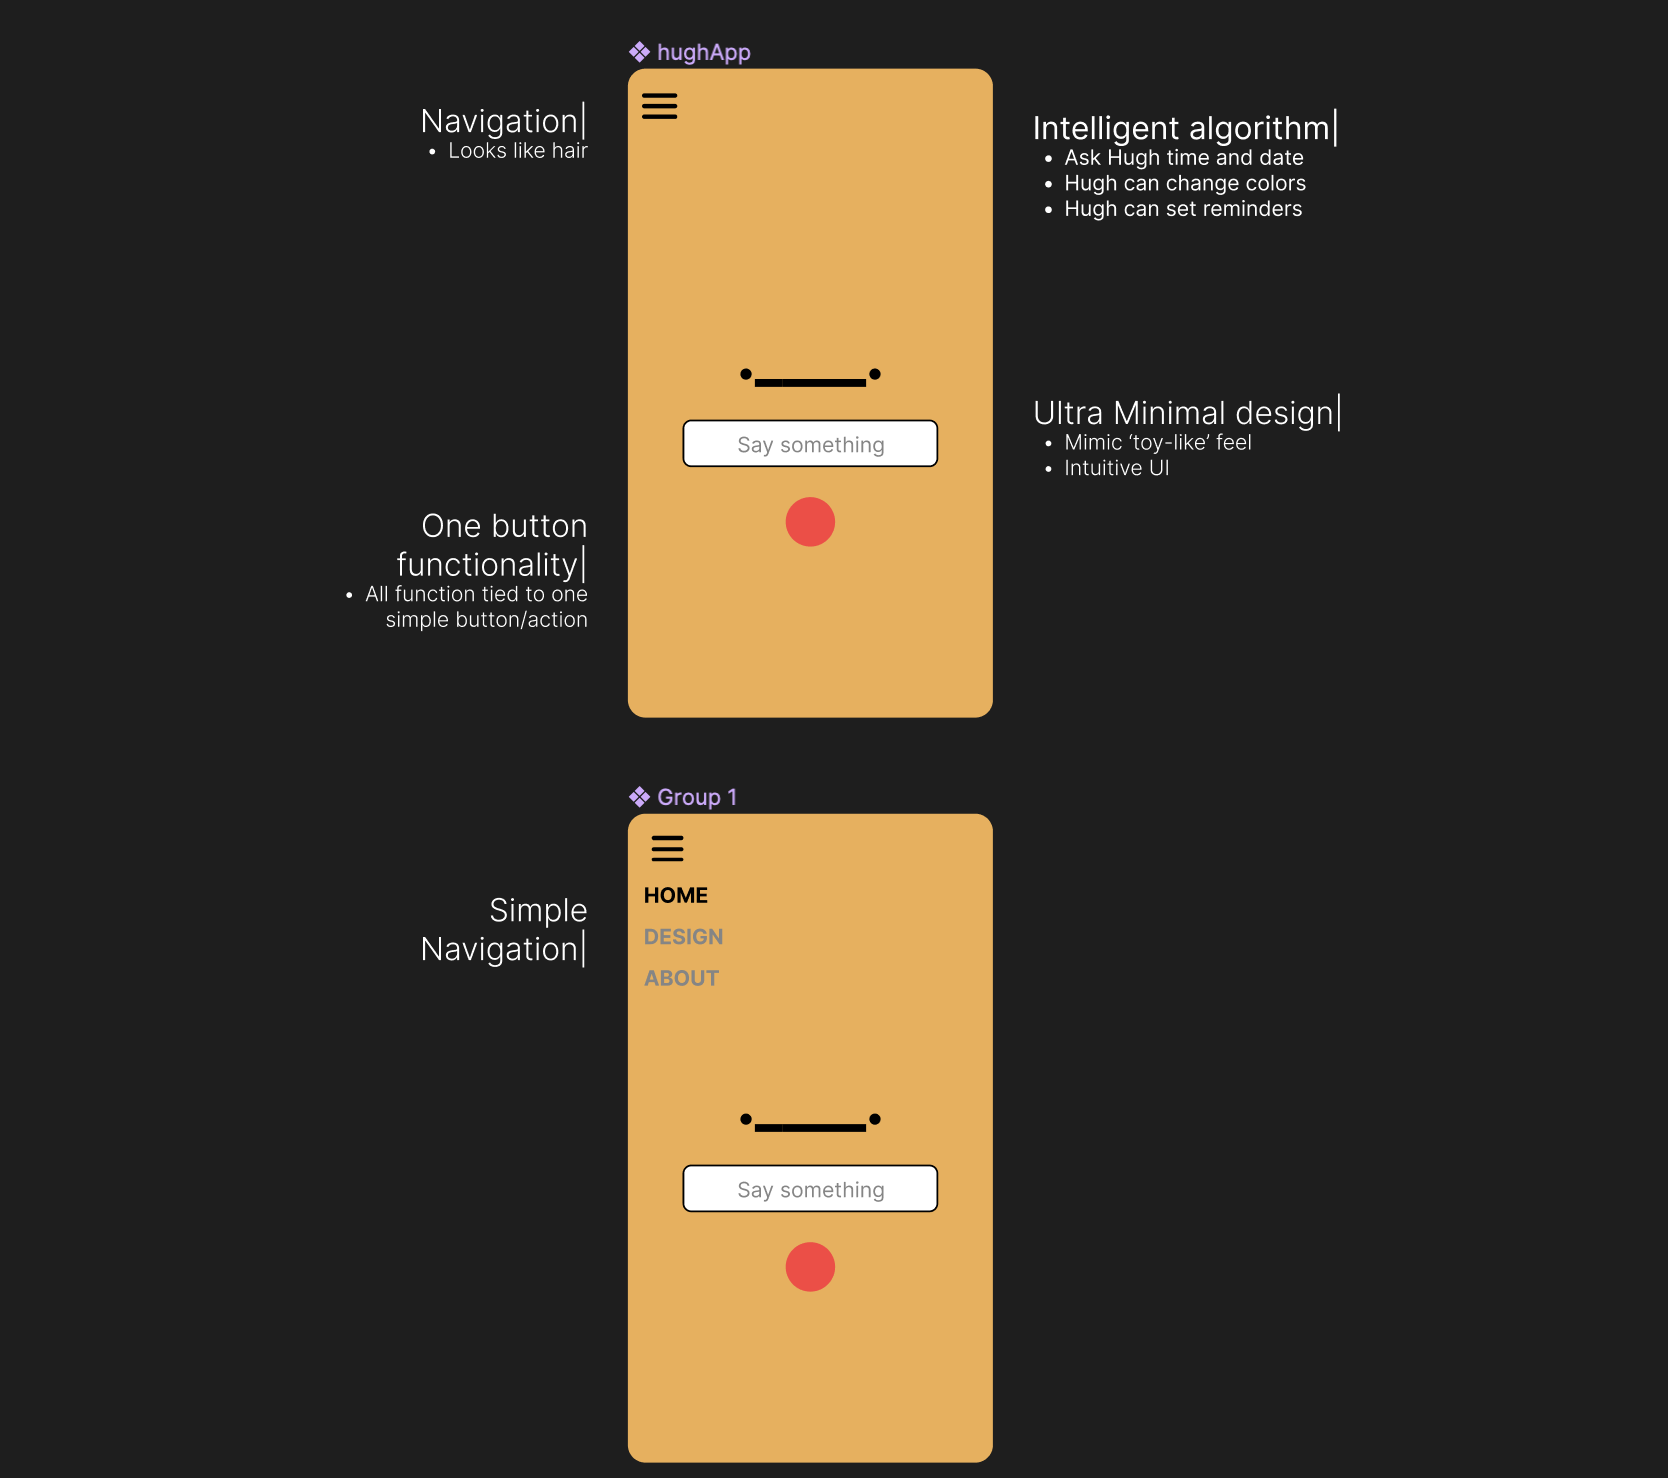 hughApp
Navigation|
• Looks like hair
Intelligent algorithm|
• Ask Hugh time and date
• Hugh can change colors
• Hugh can set reminders
Say something
Ultra Minimal design|
• Mimic ‘toy-like’ feel
• Intuitive UI
One button
functionality|
• All function tied to one
simple button/action
Group 1
HOME
DESIGN
ABOUT
Simple
Navigation|
Say something